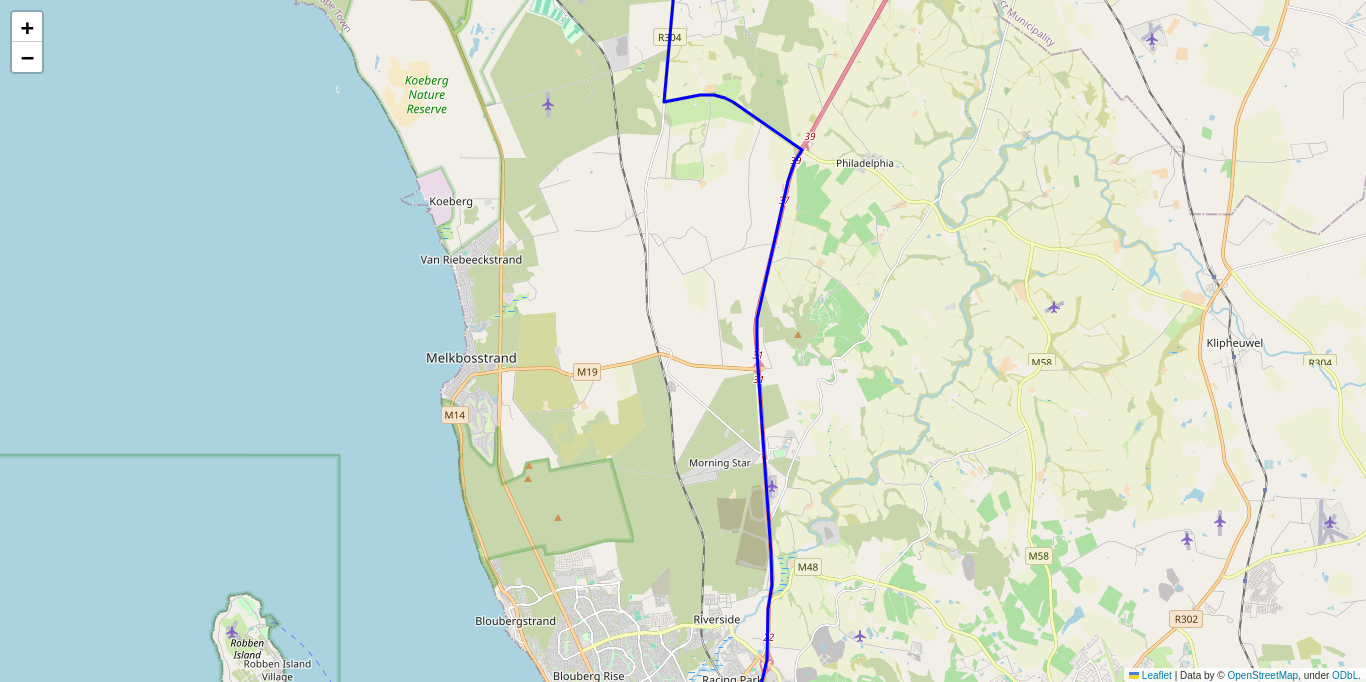 +
−
ape Town
R304
cr Municipality
Koeberg
Nature
Reserve
39
39
Philadelphia
Koeberg
37
Van Riebeeckstrand
Melkbosstrand
M19
31
31
M58
Klipheuwel
R304
M14
Morning Star
M58
M48
Bloubergstrand
Riverside
R302
22
Robben
Island
Robben Island
Village
Blouberg Rise
Racing Park
Leaflet | Data by © OpenStreetMap, under ODbL.